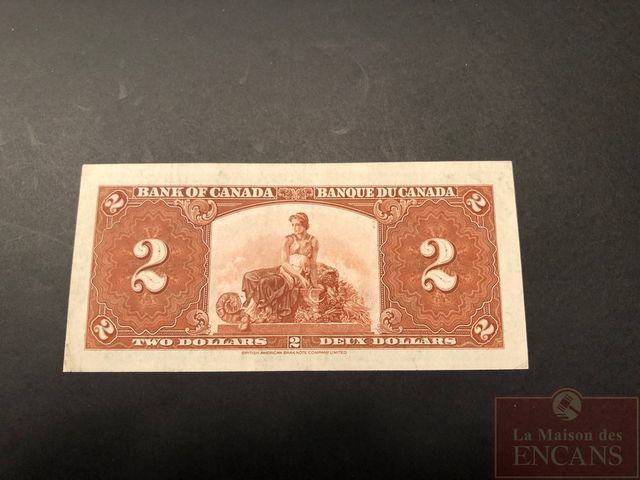 2 2
BANK OF CANADA BANQUE DU CANADA
2 2
2 2
TWO DOLLARS 2 DEUX DOLLARS
BRITISH AMERICAN BANK NOTE COMPANY LIMITED
La Maison des
ENCANS